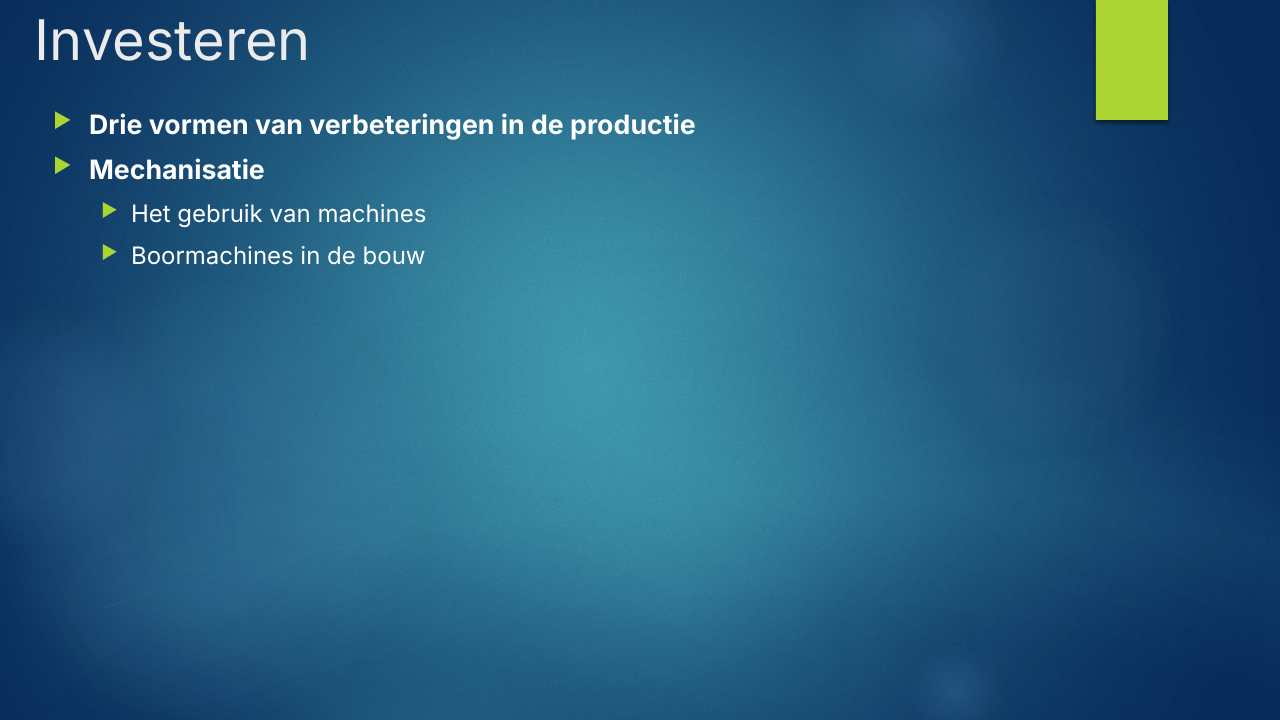 Investeren
Drie vormen van verbeteringen in de productie
Mechanisatie
Het gebruik van machines
Boormachines in de bouw